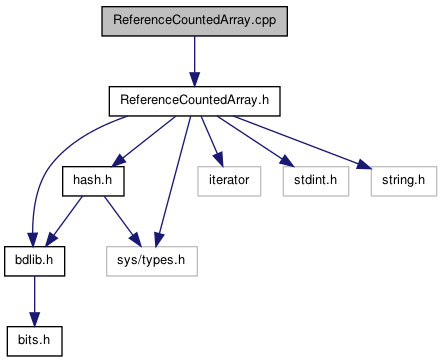 ReferenceCountedArray.cpp
ReferenceCountedArray.h
hash.h
iterator
stdint.h
string.h
bdlib.h
sys/types.h
bits.h